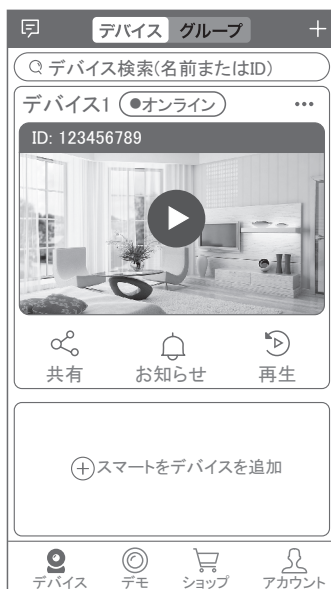 デバイス グループ
デバイス検索(名前またはID)
デバイス1 オンライン
ID: 123456789
共有 お知らせ 再生
スマートをデバイスを追加
デバイス デモ ショップ アカウント